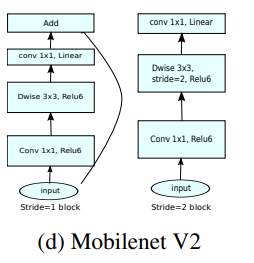 Add
conv 1x1, Linear
Dwise 3x3, Relu6
Conv 1x1, Relu6
input
Stride=1 block
conv 1x1, Linear
Dwise 3x3,
stride=2, Relu6
Conv 1x1, Relu6
input
Stride=2 block
(d) Mobilenet V2